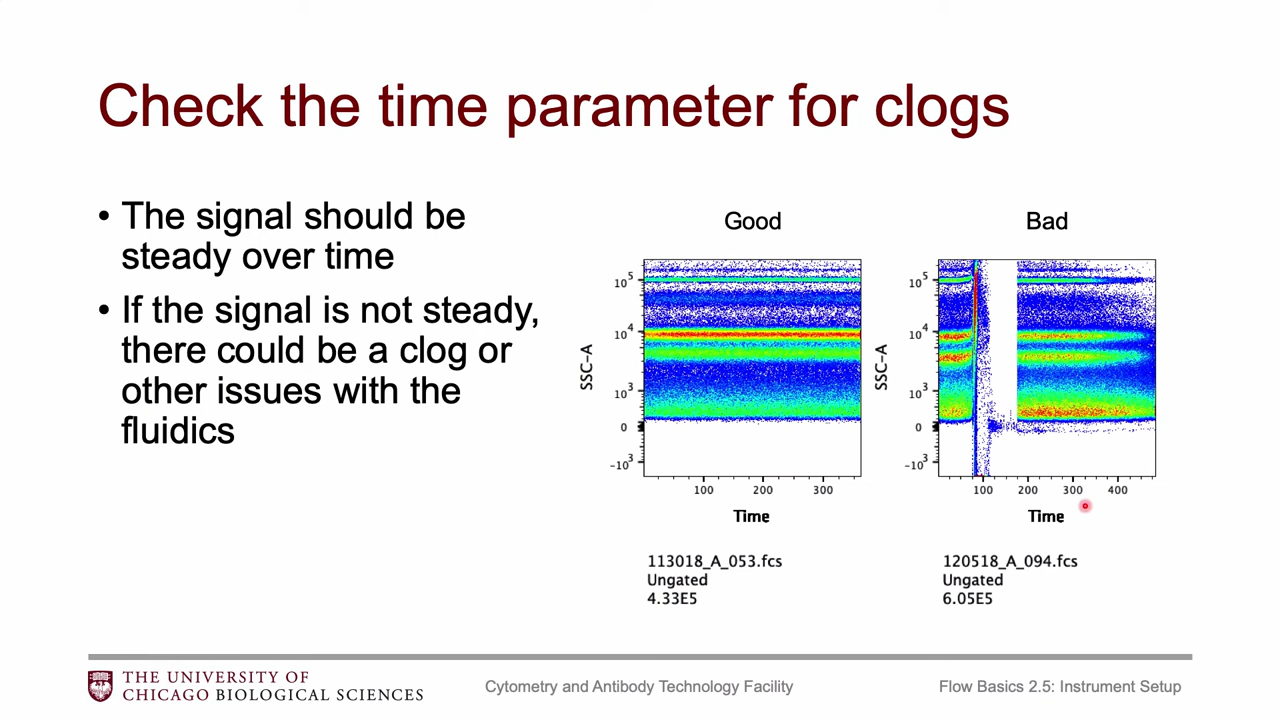 Check the time parameter for clogs
• The signal should be
steady over time
• If the signal is not steady,
there could be a clog or
other issues with the
fluidics
Good
10^5
10^4
10^3
0
-10^3
SSC-A
100 200 300
Time
113018_A_053.fcs
Ungated
4.33E5
Bad
10^5
10^4
10^3
0
-10^3
SSC-A
100 200 300 400
Time
120518_A_094.fcs
Ungated
6.05E5
THE UNIVERSITY OF
CHICAGO BIOLOGICAL SCIENCES
Cytometry and Antibody Technology Facility
Flow Basics 2.5: Instrument Setup